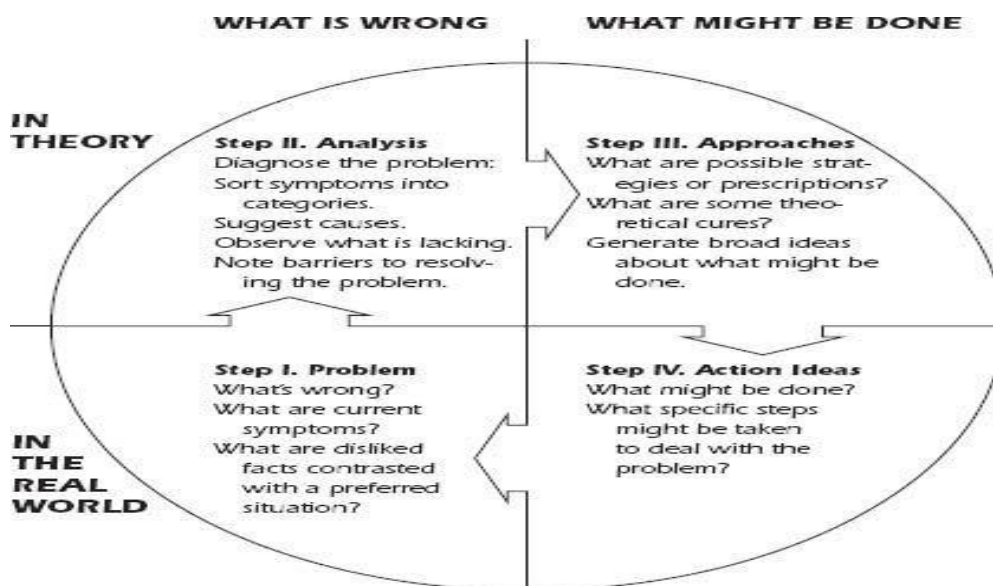 WHAT IS WRONG
WHAT MIGHT BE DONE
IN
THEORY
Step II. Analysis
Diagnose the problem:
Sort symptoms into
categories.
Suggest causes.
Observe what is lacking.
Note barriers to resolv-
ing the problem.
Step III. Approaches
What are possible strat-
egies or prescriptions?
What are some theo-
retical cures?
Generate broad ideas
about what might be
done.
IN
THE
REAL
WORLD
Step I. Problem
What's wrong?
What are current
symptoms?
What are disliked
facts contrasted
with a preferred
situation?
Step IV. Action Ideas
What might be done?
What specific steps
might be taken
to deal with the
problem?